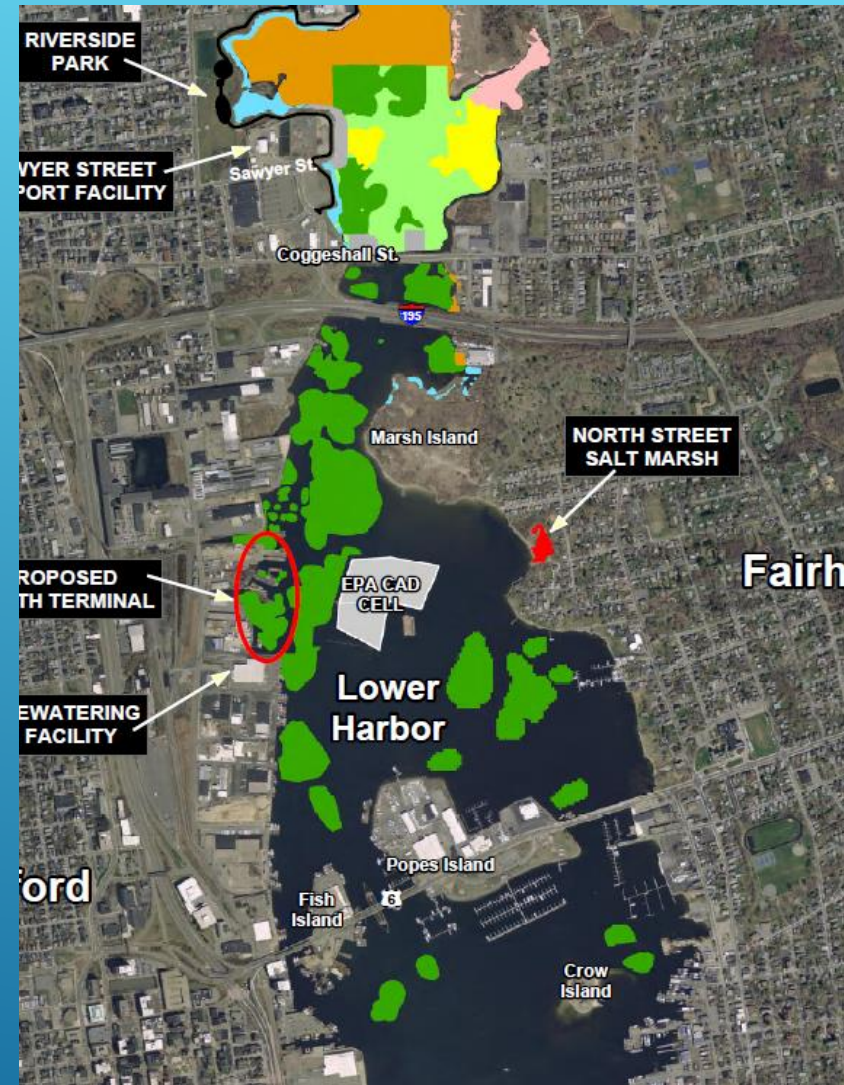 RIVERSIDE
PARK
WYER STREET
PORT FACILITY
Sawyer St.
Coggeshall St.
195
Marsh Island
NORTH STREET
SALT MARSH
ROPOSED
TH TERMINAL
EPA CAD
CELL
Fairh
Lower
Harbor
EWATERING
FACILITY
Popes Island
ford
Fish
Island
6
Crow
Island